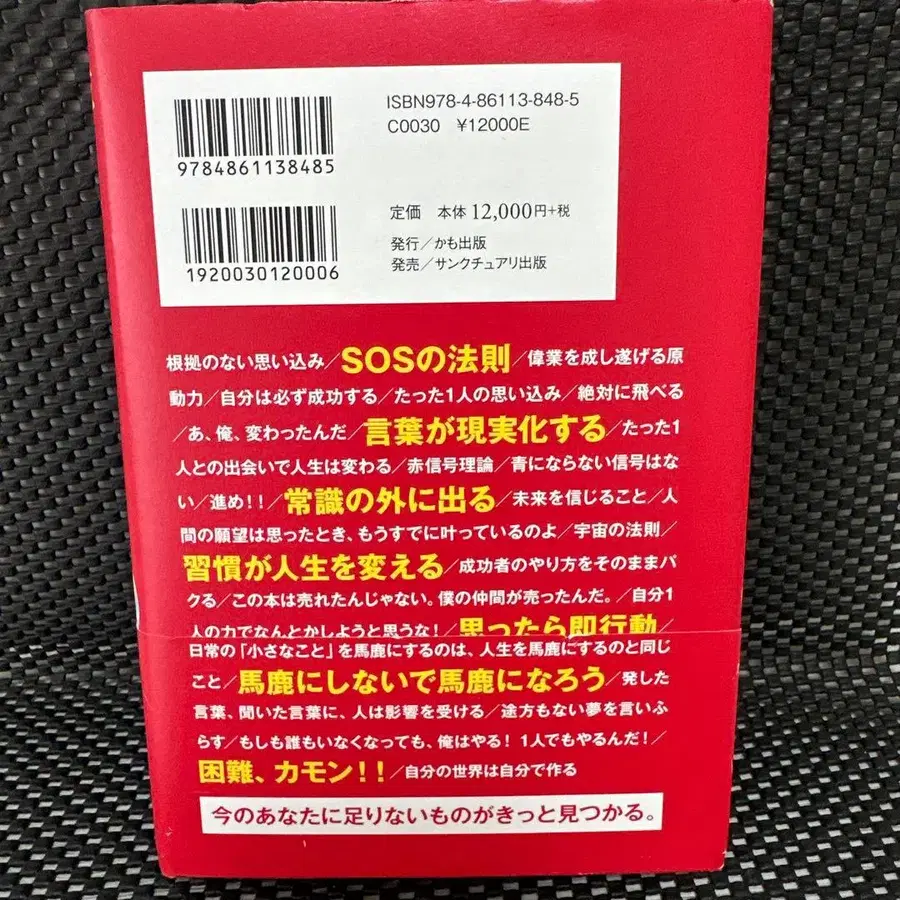 ISBN978-4-86113-848-5
C0030 ¥12000E
9784861138485
定価 本体 12,000円+税
発行/かも出版
発売/サンクチュアリ出版
1920030120006
根拠のない思い込み/SOSの法則/偉業を成し遂げる原
動力/自分は必ず成功する/たった1人の思い込み/絶対に飛べる
/あ、俺、変わったんだ/言葉が現実化する/たった1
人との出会いで人生は変わる/赤信号理論/青にならない信号はな
い/進め!!/常識の外に出る/未来を信じること/人
間の願望は思ったとき、もうすでに叶っているのよ/宇宙の法則/
習慣が人生を変える/成功者のやり方をそのままパ
クる/この本は売れたんじゃない。僕の仲間が売ったんだ。/自分1
人の力でなんとかしようと思うな!/思ったら即行動/
日常の「小さなこと」を馬鹿にするのは、人生を馬鹿にするのと同じ
こと/馬鹿にしないで馬鹿になろう/発した
言葉、聞いた言葉に、人は影響を受ける/途方もない夢を言いふ
らす/もしも誰もいなくなっても、俺はやる!1人でもやるんだ!/
困難、カモン!!/自分の世界は自分で作る
今のあなたに足りないものがきっと見つかる。